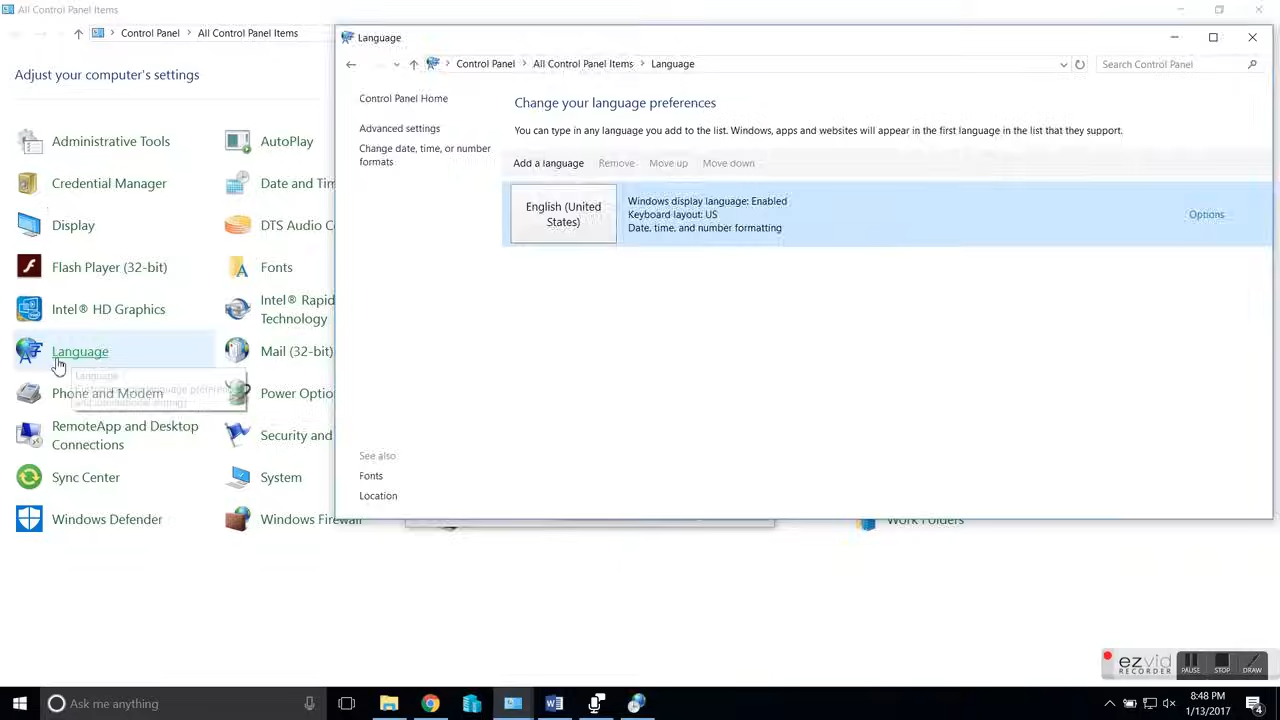 All Control Panel Items
Control Panel
All Control Panel Items
Adjust your computer's settings
Administrative Tools
AutoPlay
Credential Manager
Date and Tim
Display
DTS Audio C
Flash Player (32-bit)
Fonts
Intel® HD Graphics
Intel® Rapid
Technology
Language
Mail (32-bit)
Language
Phone and Modem
Power Optio
RemoteApp and Desktop
Connections
Security and
Sync Center
System
Windows Defender
Windows Firewall
Work Folders
Language
Control Panel
All Control Panel Items
Language
Search Control Panel
Control Panel Home
Advanced settings
Change date, time, or number
formats
Change your language preferences
You can type in any language you add to the list. Windows, apps and websites will appear in the first language in the list that they support.
Add a language
Remove
Move up
Move down
English (United
States)
Windows display language: Enabled
Keyboard layout: US
Date, time, and number formatting
Options
See also
Fonts
Location
ezvid
RECORDER
PAUSE
STOP
DRAW
Ask me anything
8:48 PM
1/13/2017
4